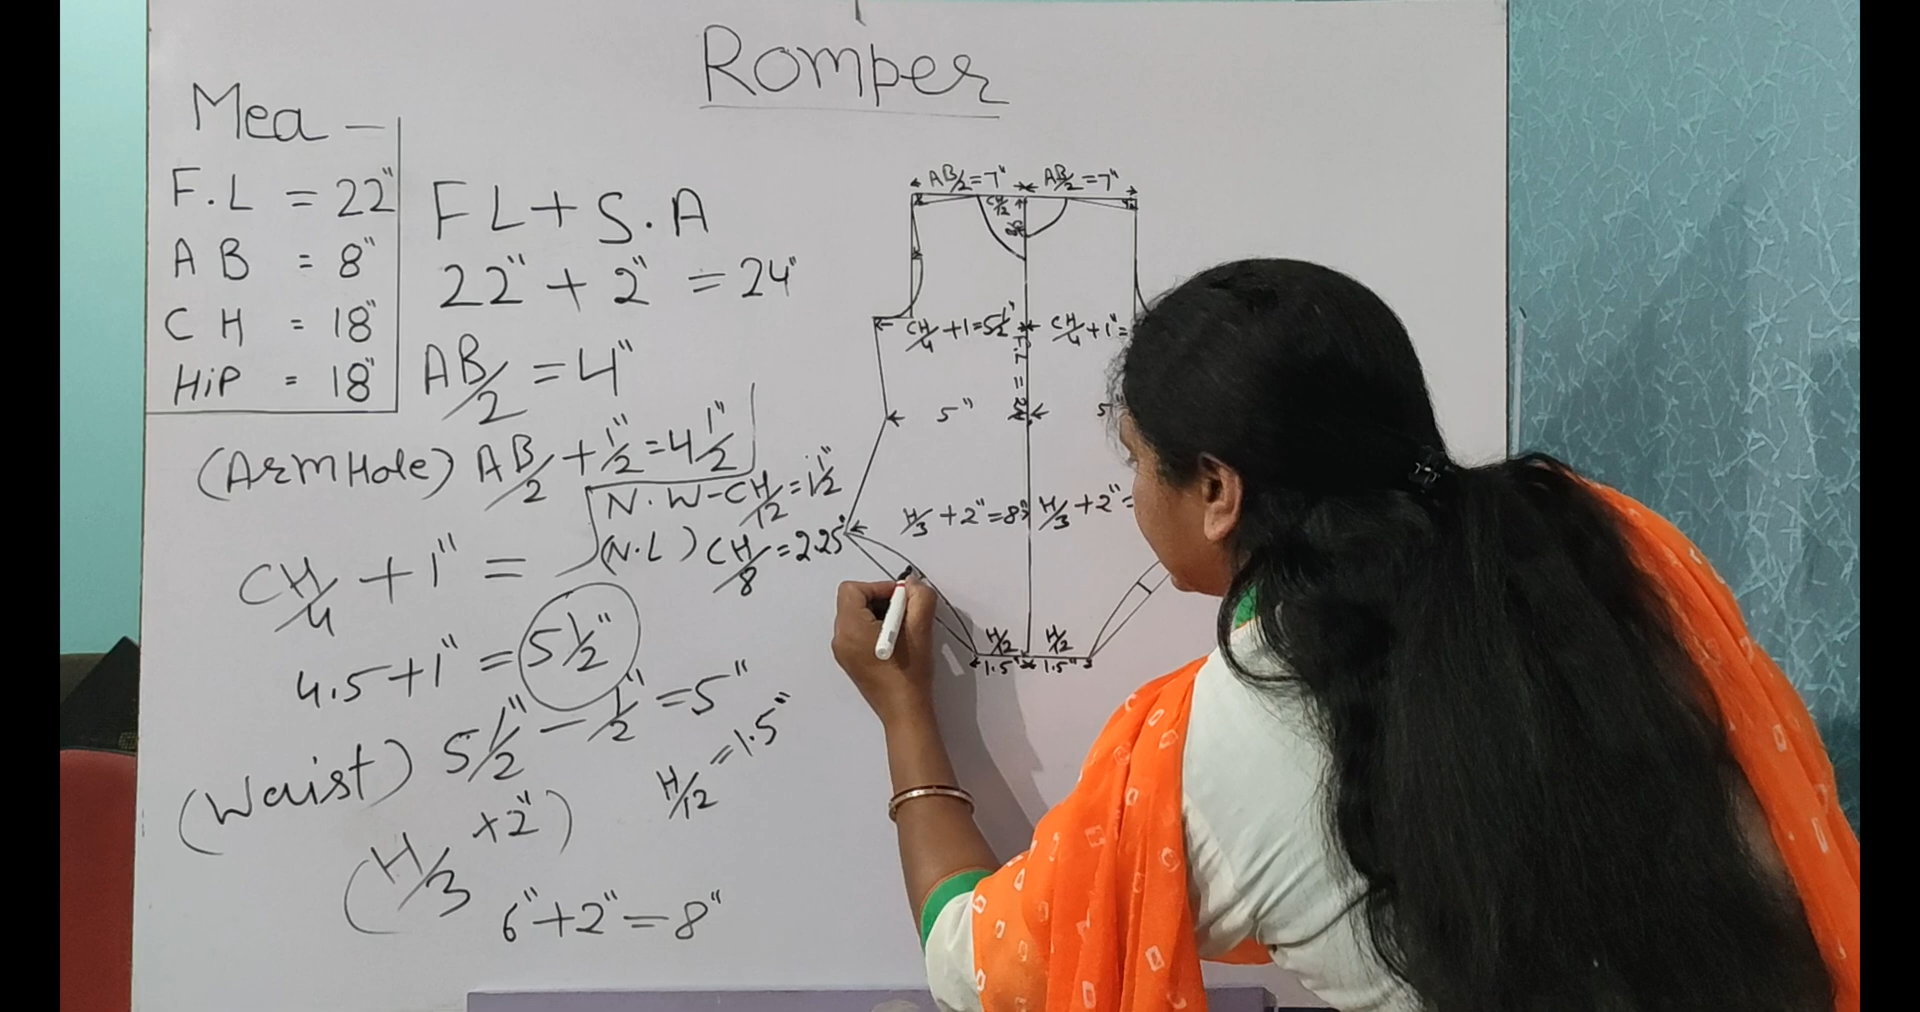 Romper
Mea -
F.L = 22"
A B = 8"
C H = 18"
HiP = 18"
F L + S.A
22" + 2" = 24"
AB/2 = 4"
(ArmHole) AB/2 + 1/2" = 4 1/2"
N.W - CH/12 = 1 1/2"
(N.L) CH/8 = 2.25"
CH/4 + 1" =
4.5 + 1" = 5 1/2"
(Waist) 5 1/2" - 1/2" = 5"
(H/3 + 2")
H/12 = 1.5"
6" + 2" = 8"
AB/2 = 7" AB/2 = 7"
CH/12
CH/4 + 1 = 5 1/2" CH/4 + 1" =
F.L = 24
5" 5"
H/3 + 2" = 8" H/3 + 2" =
H/12 H/12
1.5" 1.5"